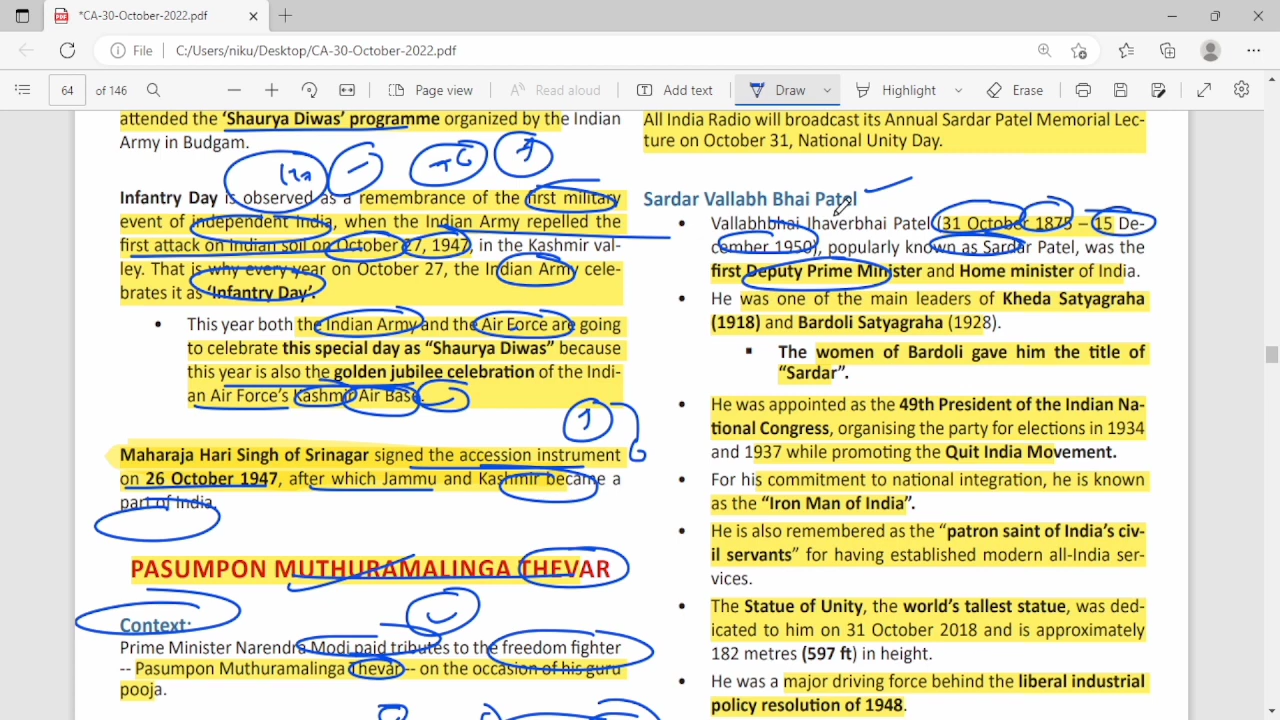 *CA-30-October-2022.pdf
File
C:/Users/niku/Desktop/CA-30-October-2022.pdf
64 of 146
Page view
Read aloud
Add text
Draw
Highlight
Erase
attended the ‘Shaurya Diwas’ programme organized by the Indian
Army in Budgam.
Infantry Day is observed as a remembrance of the first military
event of independent India, when the Indian Army repelled the
first attack on Indian soil on October 27, 1947, in the Kashmir val-
ley. That is why every year on October 27, the Indian Army cele-
brates it as ‘Infantry Day’.
• This year both the Indian Army and the Air Force are going
to celebrate this special day as “Shaurya Diwas” because
this year is also the golden jubilee celebration of the Indi-
an Air Force’s Kashmir Air Base.
Maharaja Hari Singh of Srinagar signed the accession instrument
on 26 October 1947, after which Jammu and Kashmir became a
part of India.
PASUMPON MUTHURAMALINGA THEVAR
Context:
Prime Minister Narendra Modi paid tributes to the freedom fighter
-- Pasumpon Muthuramalinga Thevar-- on the occasion of his guru
pooja.
All India Radio will broadcast its Annual Sardar Patel Memorial Lec-
ture on October 31, National Unity Day.
Sardar Vallabh Bhai Patel
• Vallabhbhai Jhaverbhai Patel (31 October 1875 – 15 De-
cember 1950), popularly known as Sardar Patel, was the
first Deputy Prime Minister and Home minister of India.
• He was one of the main leaders of Kheda Satyagraha
(1918) and Bardoli Satyagraha (1928).
▪ The women of Bardoli gave him the title of
“Sardar”.
• He was appointed as the 49th President of the Indian Na-
tional Congress, organising the party for elections in 1934
and 1937 while promoting the Quit India Movement.
• For his commitment to national integration, he is known
as the “Iron Man of India”.
• He is also remembered as the “patron saint of India’s civ-
il servants” for having established modern all-India ser-
vices.
• The Statue of Unity, the world’s tallest statue, was ded-
icated to him on 31 October 2018 and is approximately
182 metres (597 ft) in height.
• He was a major driving force behind the liberal industrial
policy resolution of 1948.